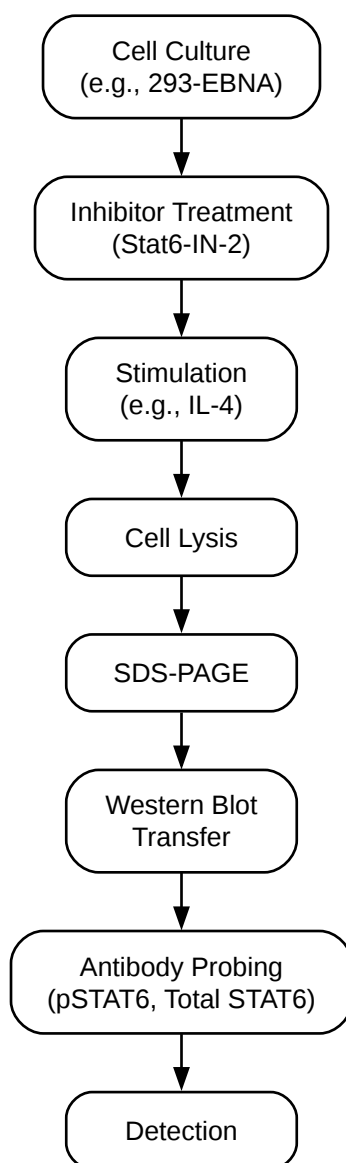 Cell Culture
(e.g., 293-EBNA)
Inhibitor Treatment
(Stat6-IN-2)
Stimulation
(e.g., IL-4)
Cell Lysis
SDS-PAGE
Western Blot
Transfer
Antibody Probing
(pSTAT6, Total STAT6)
Detection